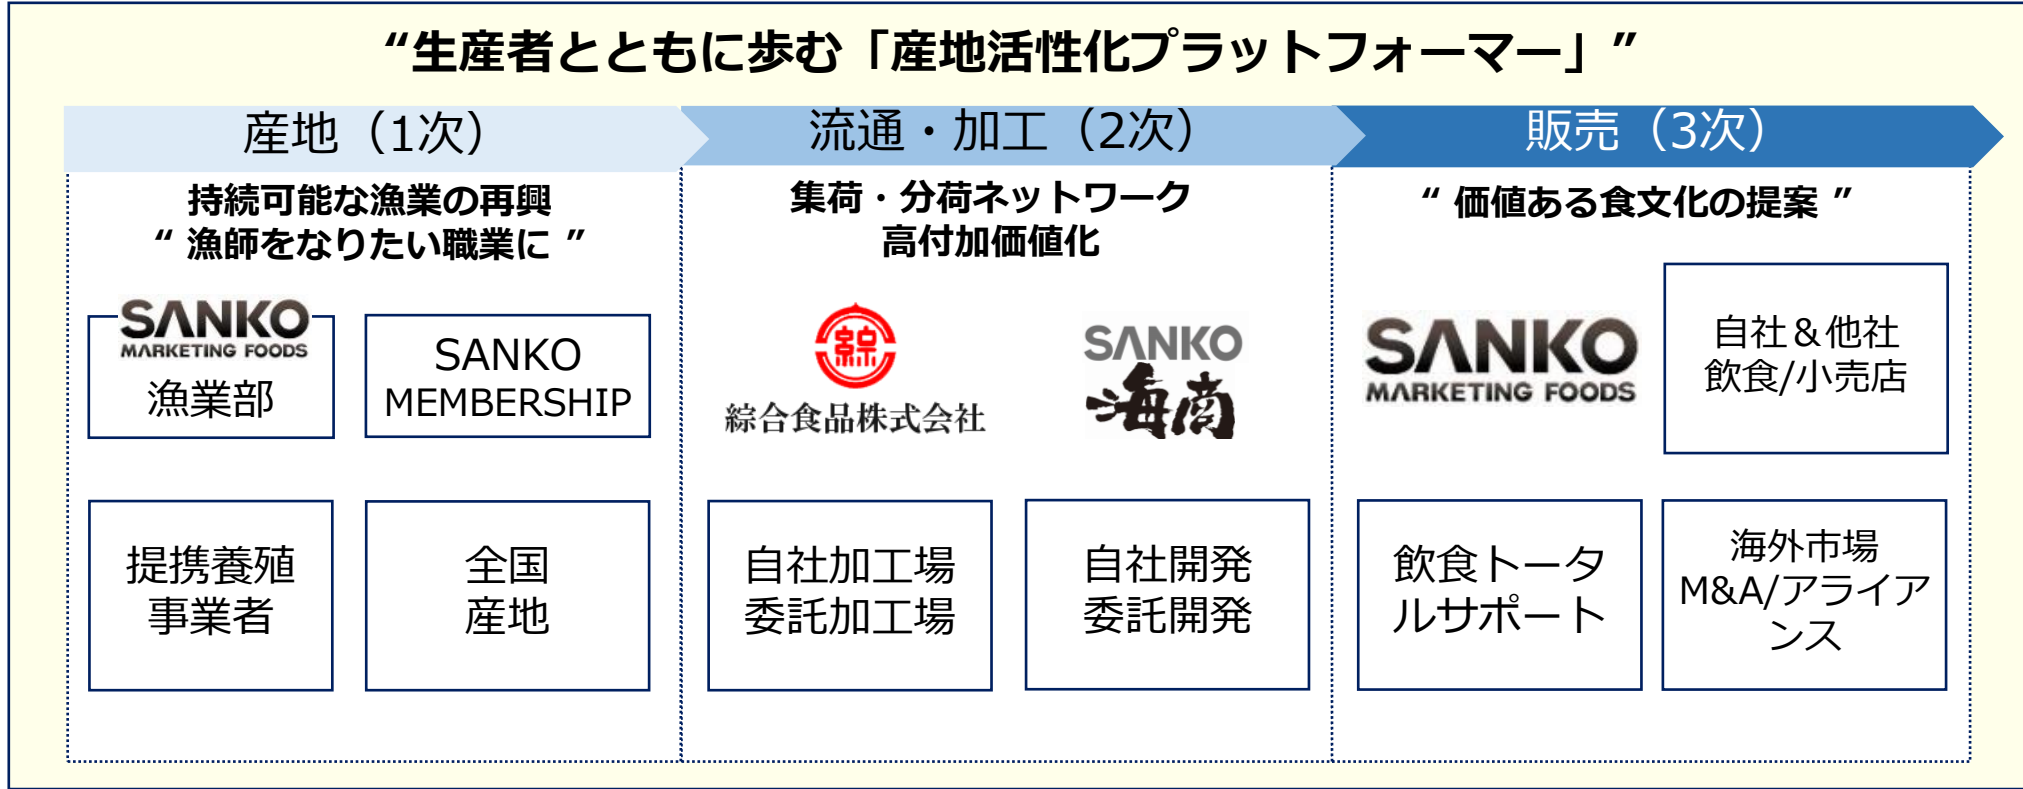 “生産者とともに歩む「産地活性化プラットフォーマー」”
産地（1次）
持続可能な漁業の再興
“ 漁師をなりたい職業に ”
SANKO
MARKETING FOODS
漁業部
SANKO
MEMBERSHIP
提携養殖
事業者
全国
産地
流通・加工（2次）
集荷・分荷ネットワーク
高付加価値化
綜
綜合食品株式会社
SANKO
海商
自社加工場
委託加工場
自社開発
委託開発
販売（3次）
“ 価値ある食文化の提案 ”
SANKO
MARKETING FOODS
自社＆他社
飲食/小売店
飲食トータ
ルサポート
海外市場
M&A/アライア
ンス